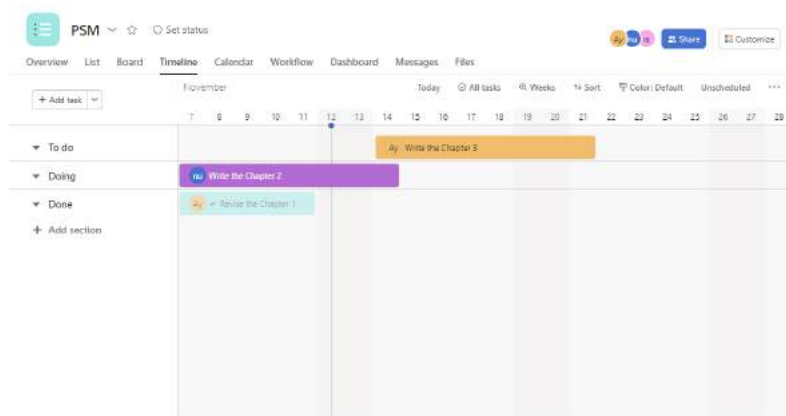 PSM Set status
Ay nu Share Customize
Overview List Board Timeline Calendar Workflow Dashboard Messages Files
November Today All tasks Weeks Sort Color: Default Unscheduled
+ Add task
7 8 9 10 11 12 13 14 15 16 17 18 19 20 21 22 23 24 25 26 27 28
To do Ay Write the Chapter 3
Doing nu Write the Chapter 2
Done Ay Revise the Chapter 1
+ Add section